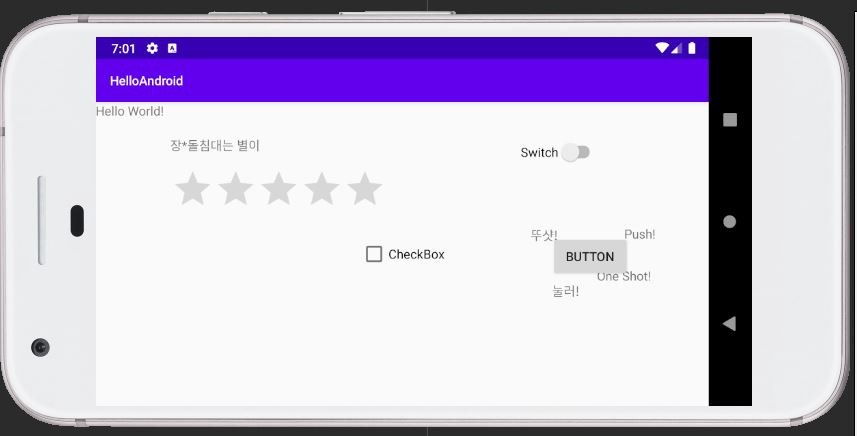 7:01
HelloAndroid
Hello World!
장*돌침대는 별이
Switch
뚜샷!
Push!
CheckBox
BUTTON
One Shot!
눌러!